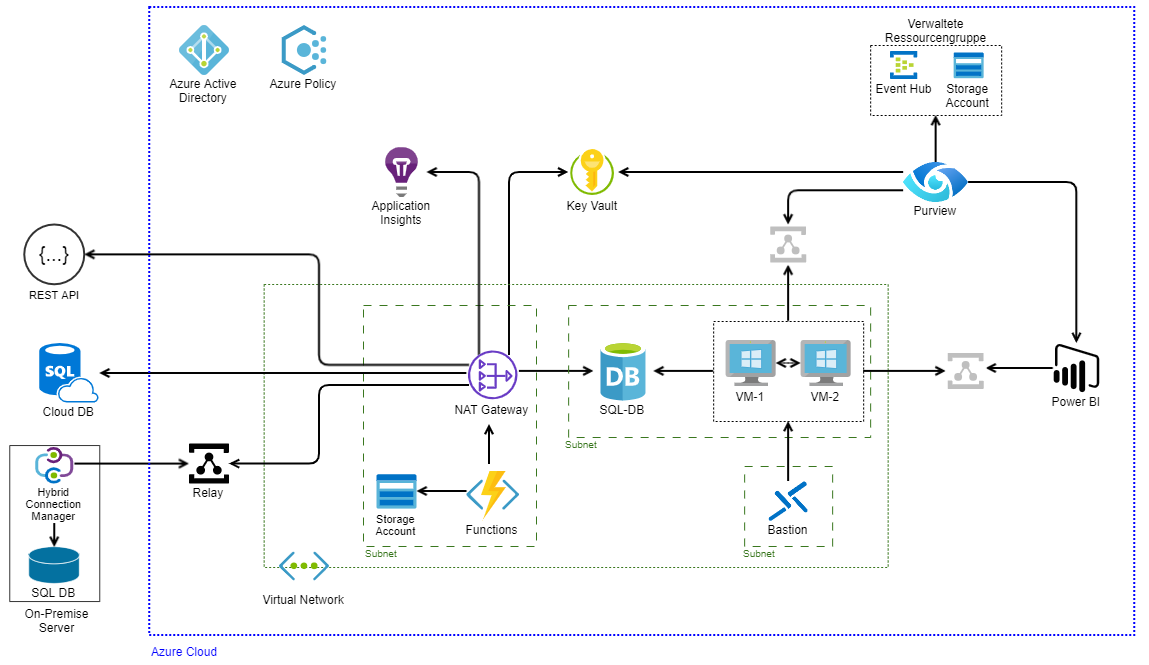 Verwaltete
Ressourcengruppe
Azure Active
Directory
Azure Policy
Event Hub
Storage
Account
Application
Insights
Key Vault
Purview
{...}
REST API
SQL
Cloud DB
NAT Gateway
DB
SQL-DB
VM-1
VM-2
Power BI
Subnet
Hybrid
Connection
Manager
Relay
Storage
Account
Functions
Bastion
Subnet
Subnet
SQL DB
On-Premise
Server
Virtual Network
Azure Cloud